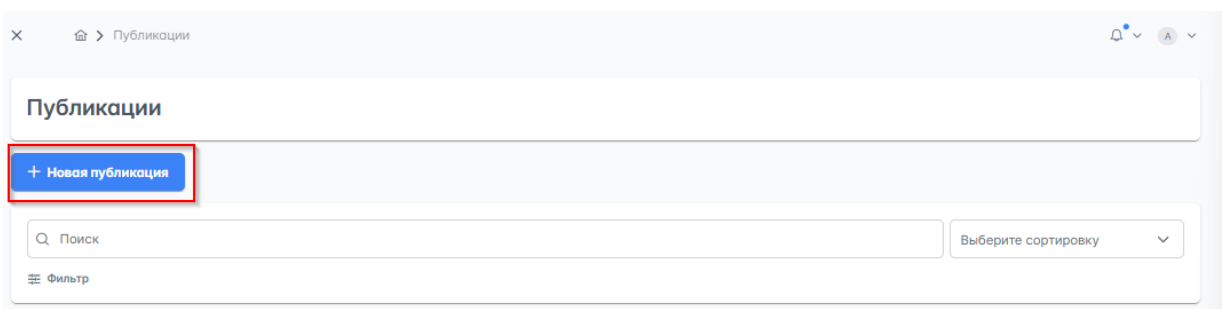 Публикации
A
Публикации
+ Новая публикация
Поиск
Выберите сортировку
Фильтр